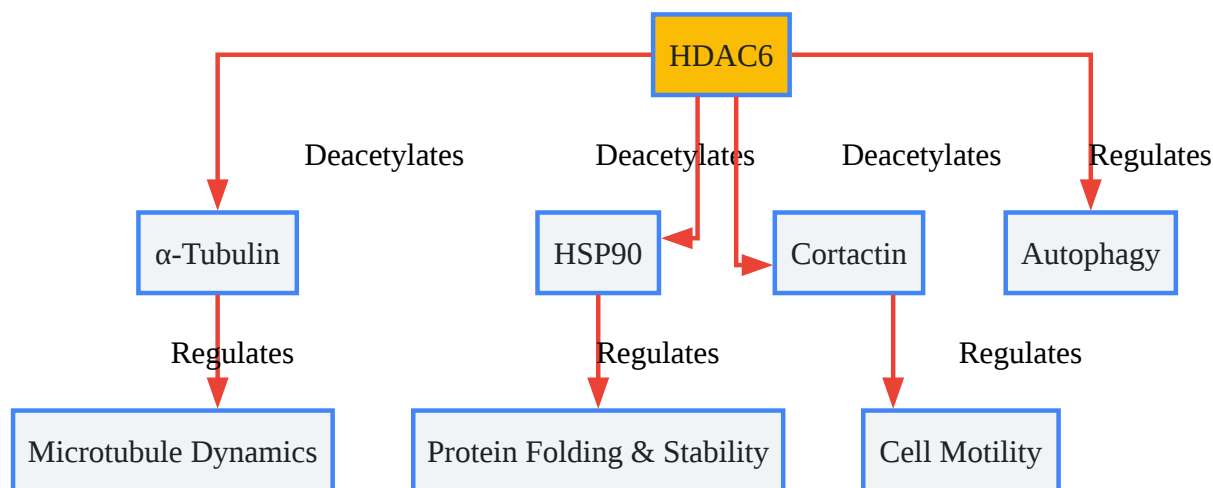 HDAC6
Deacetylates
Deacetylates
Deacetylates
Regulates
α-Tubulin
HSP90
Cortactin
Autophagy
Regulates
Regulates
Regulates
Microtubule Dynamics
Protein Folding & Stability
Cell Motility